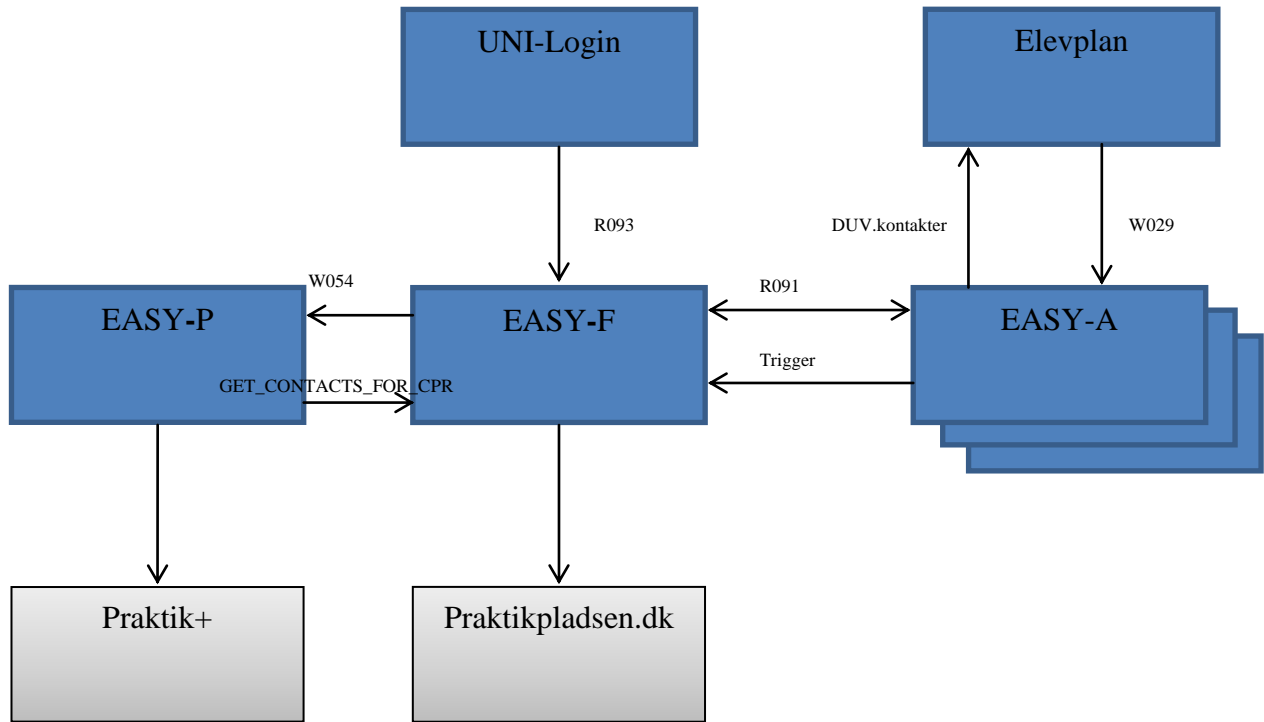 UNI-Login
Elevplan
R093
DUV.kontakter
W029
W054
R091
EASY-P
EASY-F
EASY-A
Trigger
GET_CONTACTS_FOR_CPR
Praktik+
Praktikpladsen.dk